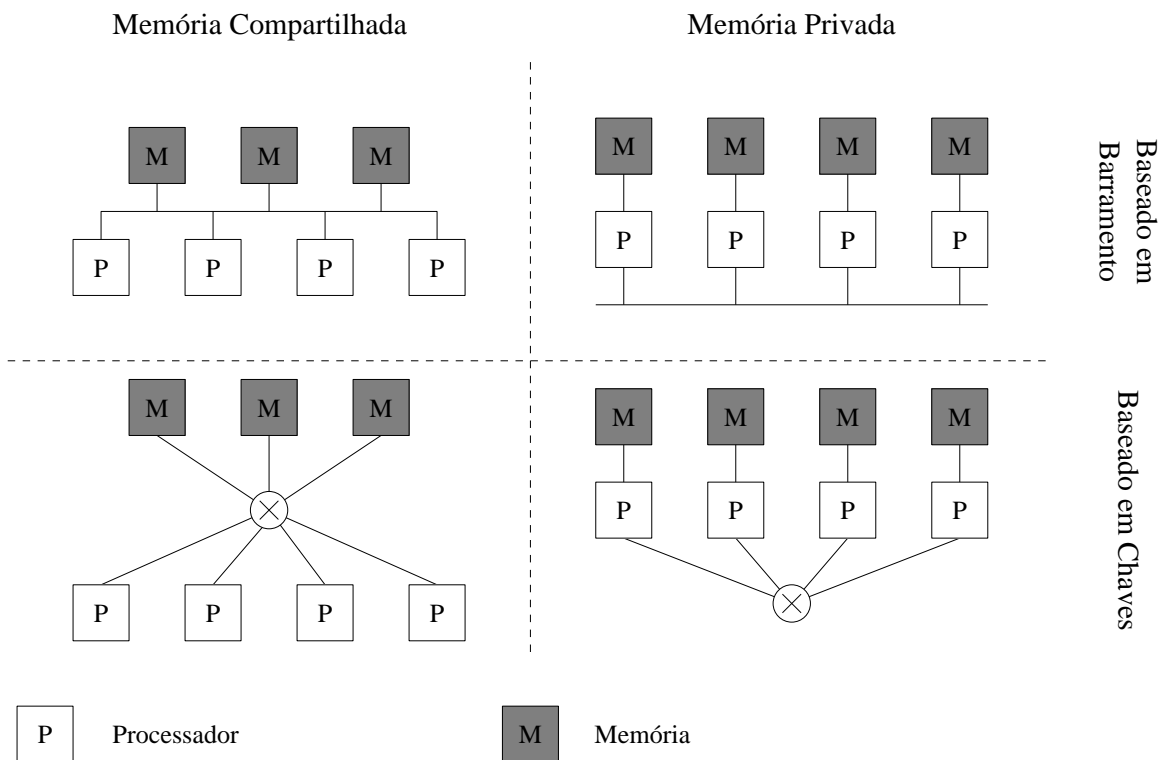 Memória Compartilhada
Memória Privada
M M M
P P P P
M M M M
P P P P
Baseado em
Barramento
M M M
P P P P
M M M M
P P P P
Baseado em Chaves
P Processador
M Memória